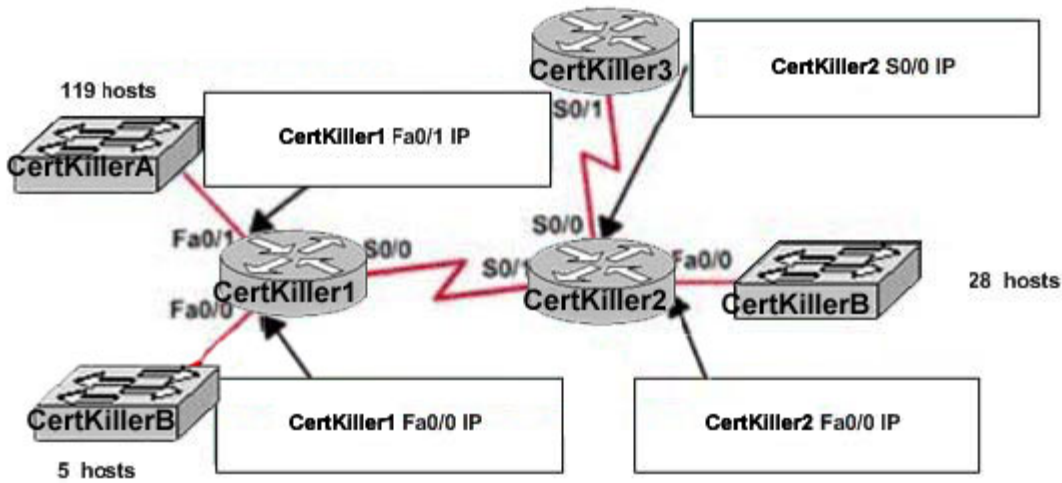 CertKiller3
CertKiller2 S0/0 IP
119 hosts
S0/1
CertKiller1 Fa0/1 IP
CertKillerA
S0/0
Fa0/1
S0/0
S0/1
Fa0/0
CertKiller1
CertKiller2
CertKillerB
28 hosts
Fa0/0
CertKillerB
CertKiller1 Fa0/0 IP
CertKiller2 Fa0/0 IP
5 hosts